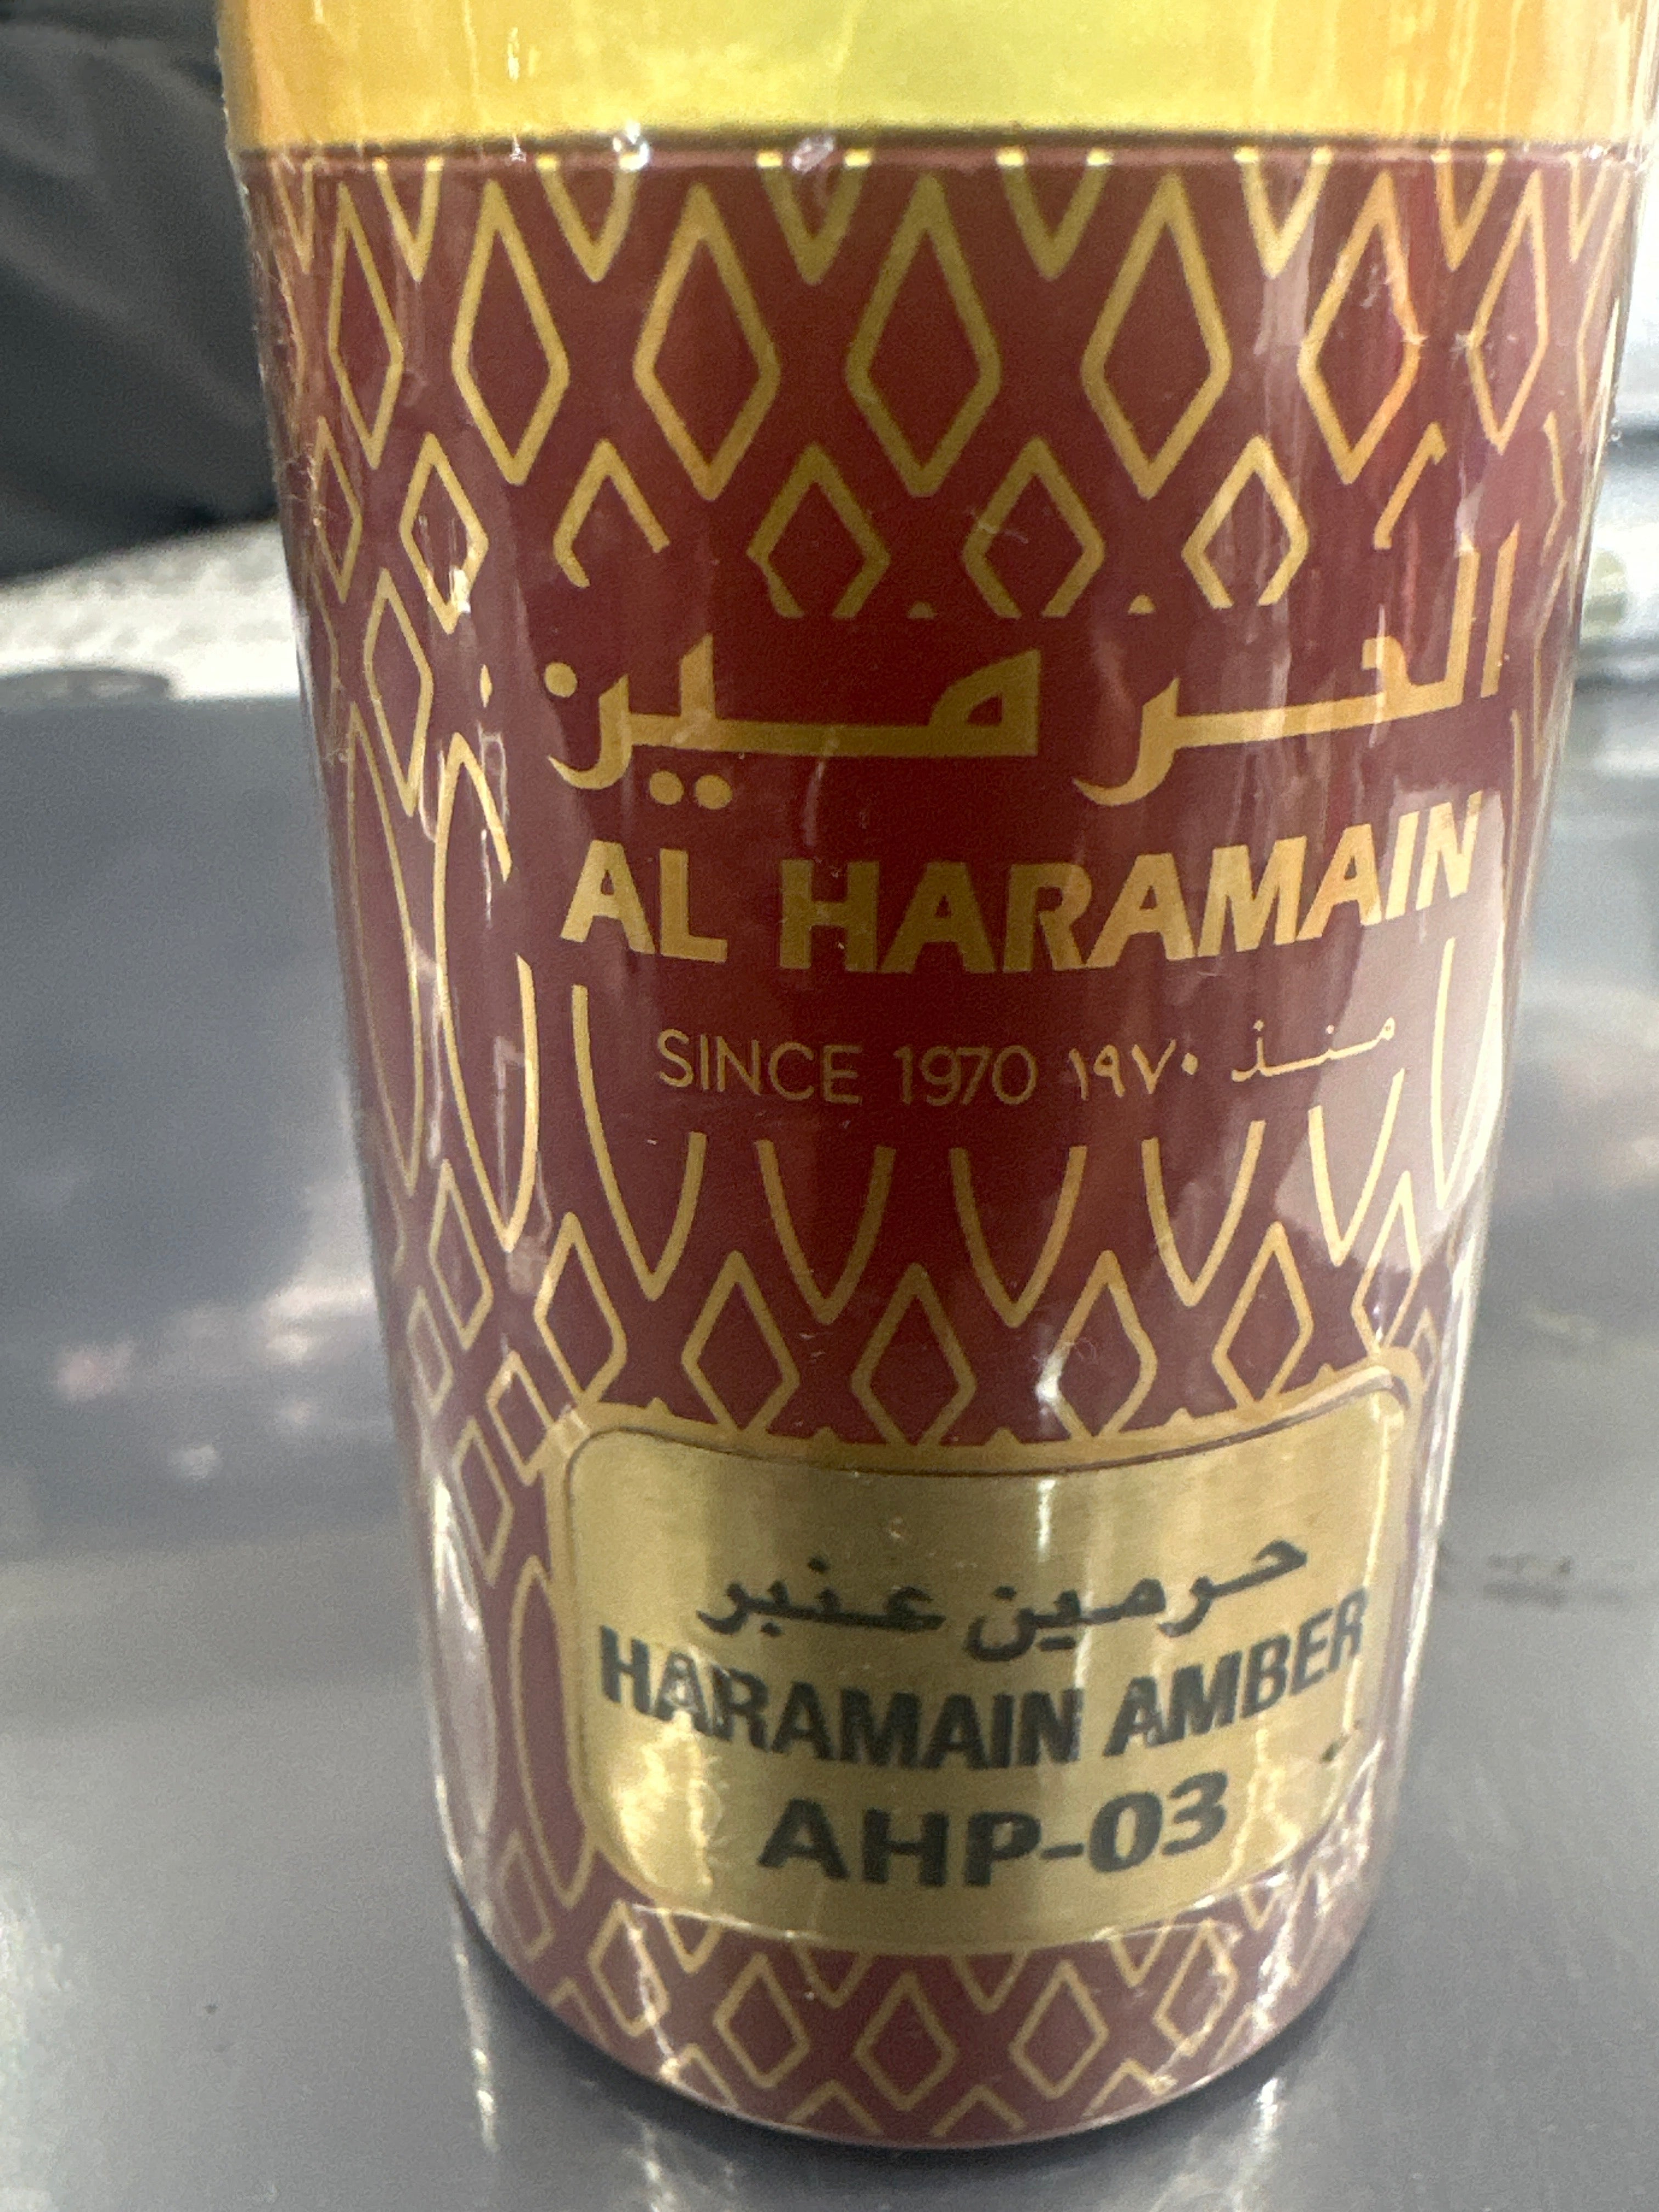 الحرمين
AL HARAMAIN
SINCE 1970 منذ ١٩٧٠
حرمين عنبر
HARAMAIN AMBER
AHP-03